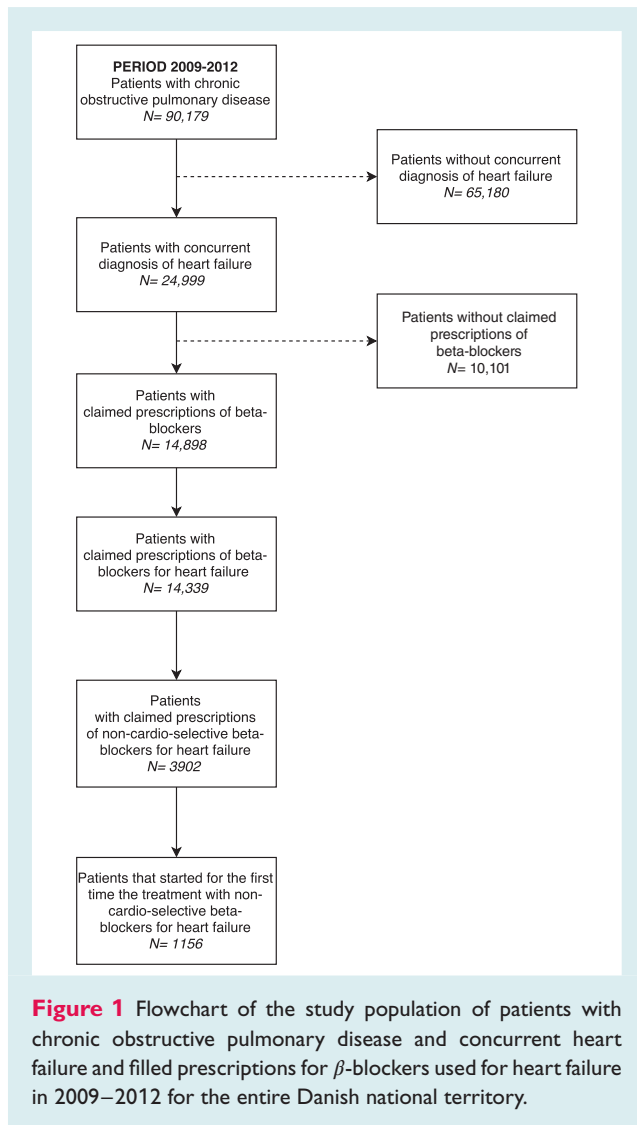 PERIOD 2009-2012
Patients with chronic
obstructive pulmonary disease
N= 90,179
Patients without concurrent
diagnosis of heart failure
N= 65,180
Patients with concurrent
diagnosis of heart failure
N= 24,999
Patients without claimed
prescriptions of
beta-blockers
N= 10,101
Patients with
claimed prescriptions of beta-
blockers
N= 14,898
Patients with
claimed prescriptions of beta-
blockers for heart failure
N= 14,339
Patients
with claimed prescriptions
of non-cardio-selective beta-
blockers for heart failure
N= 3902
Patients that started for the first
time the treatment with non-
cardio-selective beta-
blockers for heart failure
N= 1156
Figure 1 Flowchart of the study population of patients with
chronic obstructive pulmonary disease and concurrent heart
failure and filled prescriptions for β-blockers used for heart failure
in 2009–2012 for the entire Danish national territory.